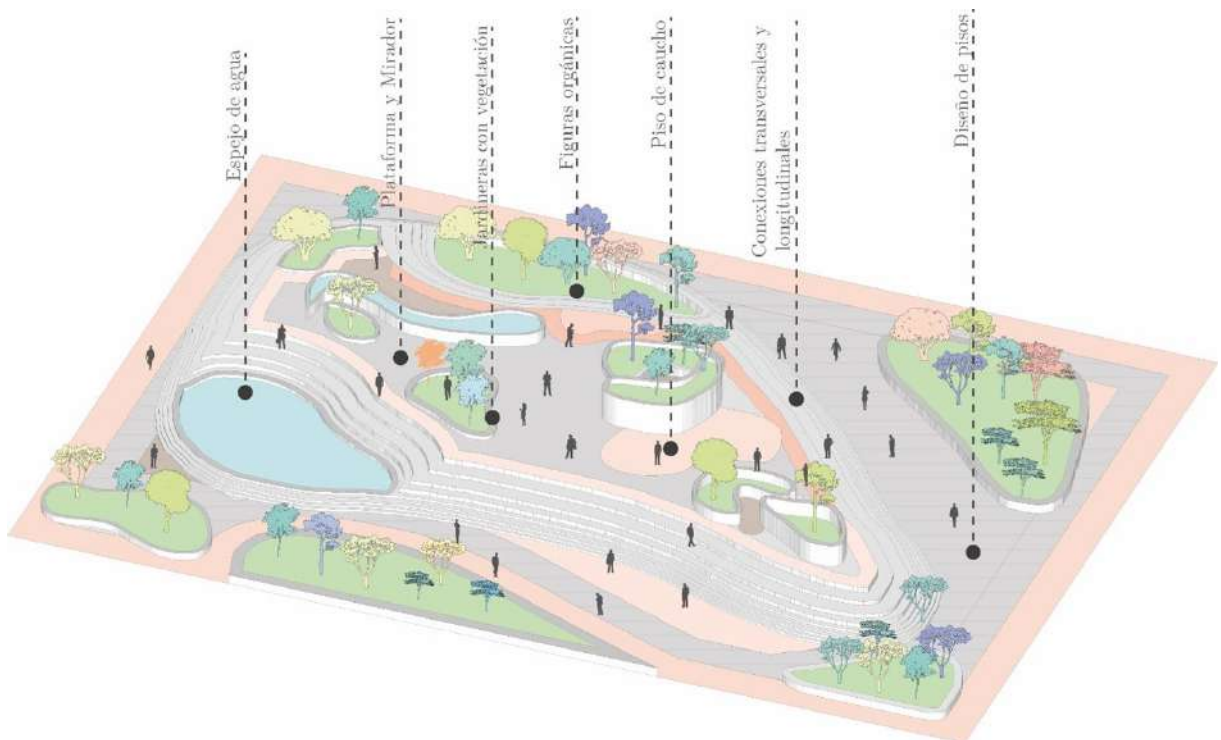 Espejo de agua
Plataforma y Mirador
Jardineras con vegetación
Figuras orgánicas
Piso de caucho
Conexiones transversales y
longitudinales
Diseño de pisos